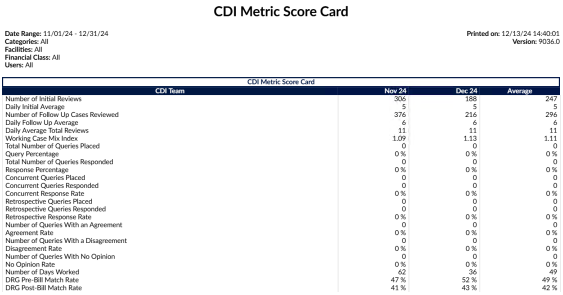 CDI Metric Score Card
Date Range: 11/01/24 - 12/31/24
Categories: All
Facilities: All
Financial Class: All
Users: All
Printed on: 12/13/24 14:40:01
Version: 9036.0
CDI Metric Score Card
CDI Team Nov 24 Dec 24 Average
Number of Initial Reviews 306 188 247
Daily Initial Average 5 5 5
Number of Follow Up Cases Reviewed 376 216 296
Daily Follow Up Average 6 6 6
Daily Average Total Reviews 11 11 11
Working Case Mix Index 1.09 1.13 1.11
Total Number of Queries Placed 0 0 0
Query Percentage 0 % 0 % 0 %
Total Number of Queries Responded 0 0 0
Response Percentage 0 % 0 % 0 %
Concurrent Queries Placed 0 0 0
Concurrent Queries Responded 0 0 0
Concurrent Response Rate 0 % 0 % 0 %
Retrospective Queries Placed 0 0 0
Retrospective Queries Responded 0 0 0
Retrospective Response Rate 0 % 0 % 0 %
Number of Queries With an Agreement 0 0 0
Agreement Rate 0 % 0 % 0 %
Number of Queries With a Disagreement 0 0 0
Disagreement Rate 0 % 0 % 0 %
Number of Queries With No Opinion 0 0 0
No Opinion Rate 0 % 0 % 0 %
Number of Days Worked 62 36 49
DRG Pre-Bill Match Rate 47 % 52 % 49 %
DRG Post-Bill Match Rate 41 % 43 % 42 %